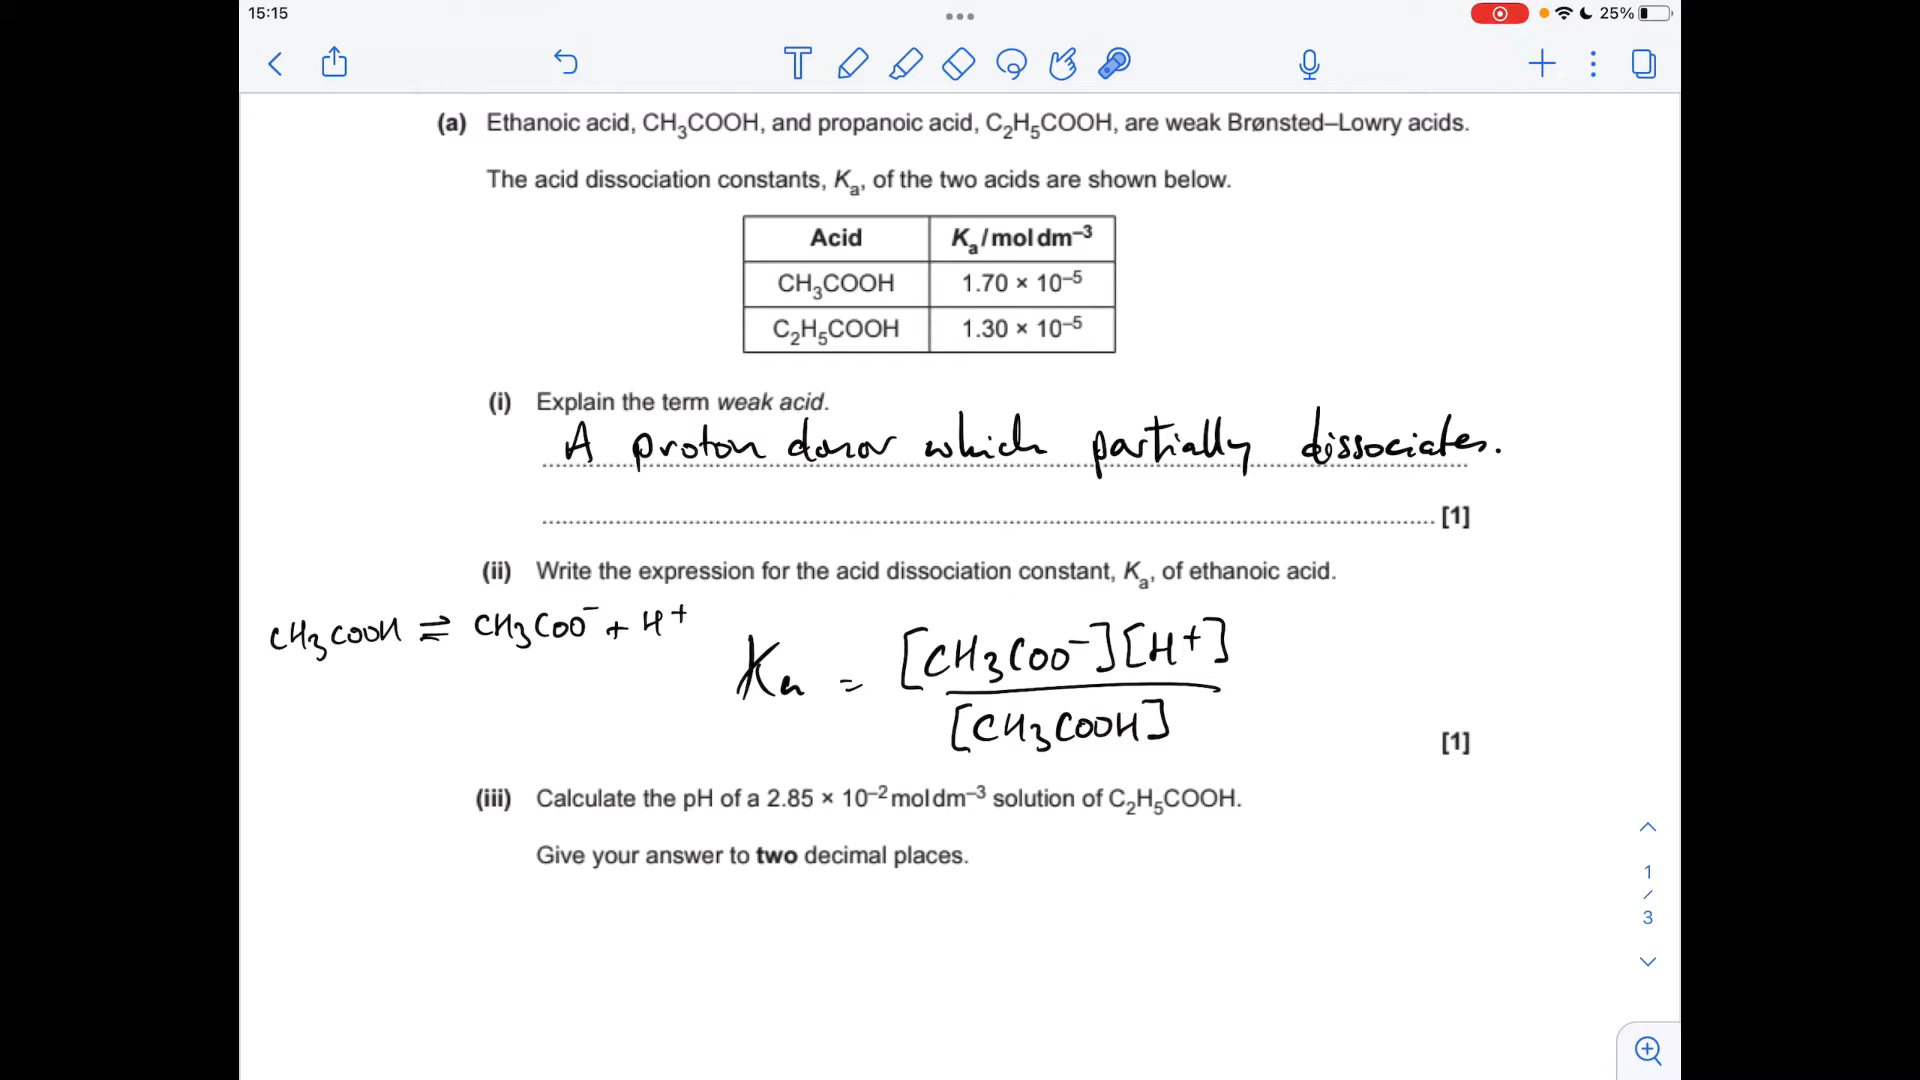 15:15
25%
(a) Ethanoic acid, CH₃COOH, and propanoic acid, C₂H₅COOH, are weak Brønsted–Lowry acids.
The acid dissociation constants, Kₐ, of the two acids are shown below.
Acid Kₐ / mol dm⁻³
CH₃COOH 1.70 × 10⁻⁵
C₂H₅COOH 1.30 × 10⁻⁵
(i) Explain the term weak acid.
A proton donor which partially dissociates.
[1]
(ii) Write the expression for the acid dissociation constant, Kₐ, of ethanoic acid.
CH₃COOH ⇌ CH₃COO⁻ + H⁺
Kₐ = [CH₃COO⁻][H⁺]
[CH₃COOH]
[1]
(iii) Calculate the pH of a 2.85 × 10⁻² mol dm⁻³ solution of C₂H₅COOH.
Give your answer to two decimal places.
1
/
3